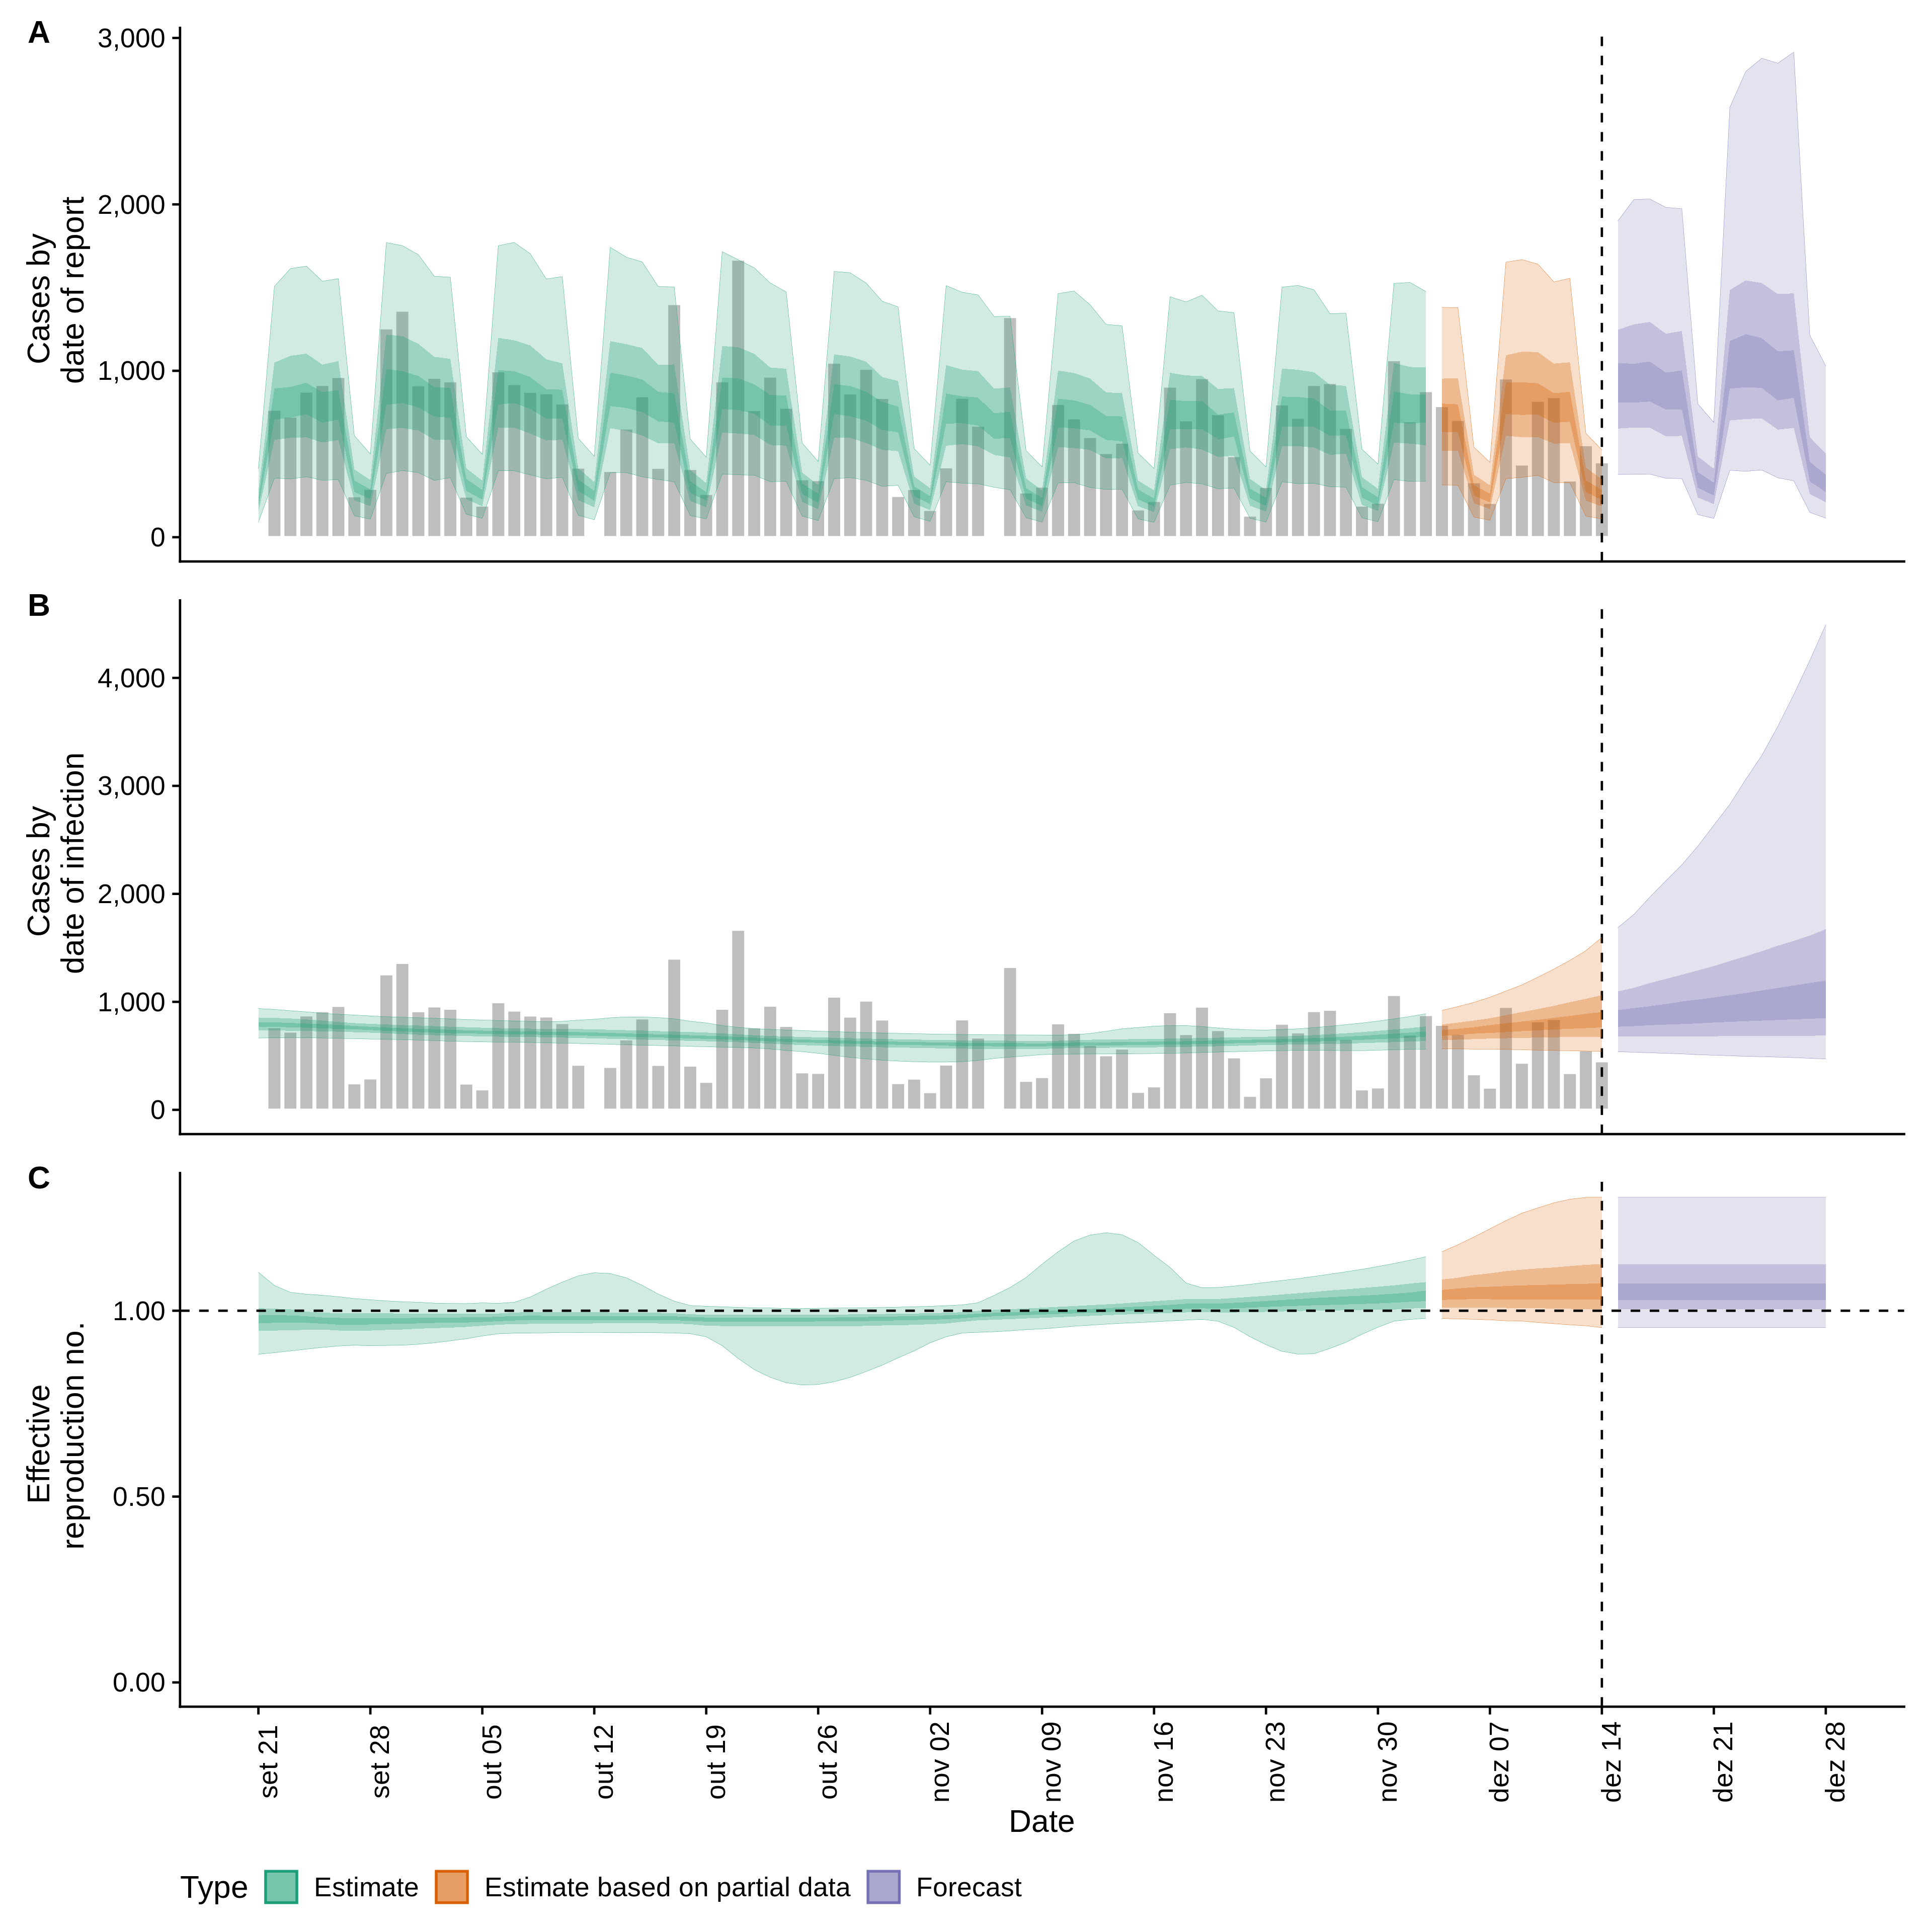 A
3,000
2,000
1,000
0
Cases by
date of report
B
4,000
3,000
2,000
1,000
0
Cases by
date of infection
C
1.00
0.50
0.00
Effective
reproduction no.
set 21
set 28
out 05
out 12
out 19
out 26
nov 02
nov 09
nov 16
nov 23
nov 30
dez 07
dez 14
dez 21
dez 28
Date
Type Estimate Estimate based on partial data Forecast